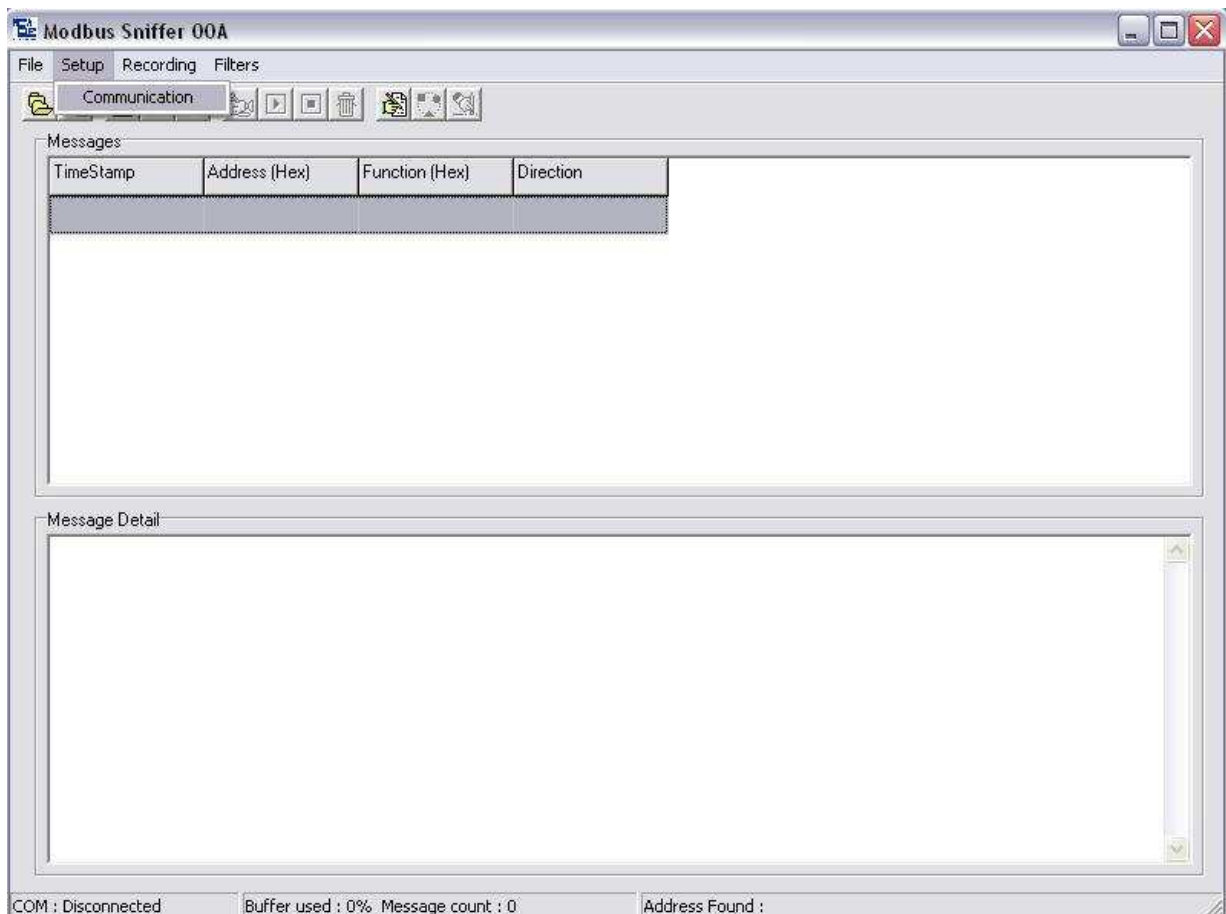 Modbus Sniffer 00A
File Setup Recording Filters
Communication
Messages
TimeStamp Address (Hex) Function (Hex) Direction
Message Detail
COM : Disconnected Buffer used : 0% Message count : 0 Address Found :